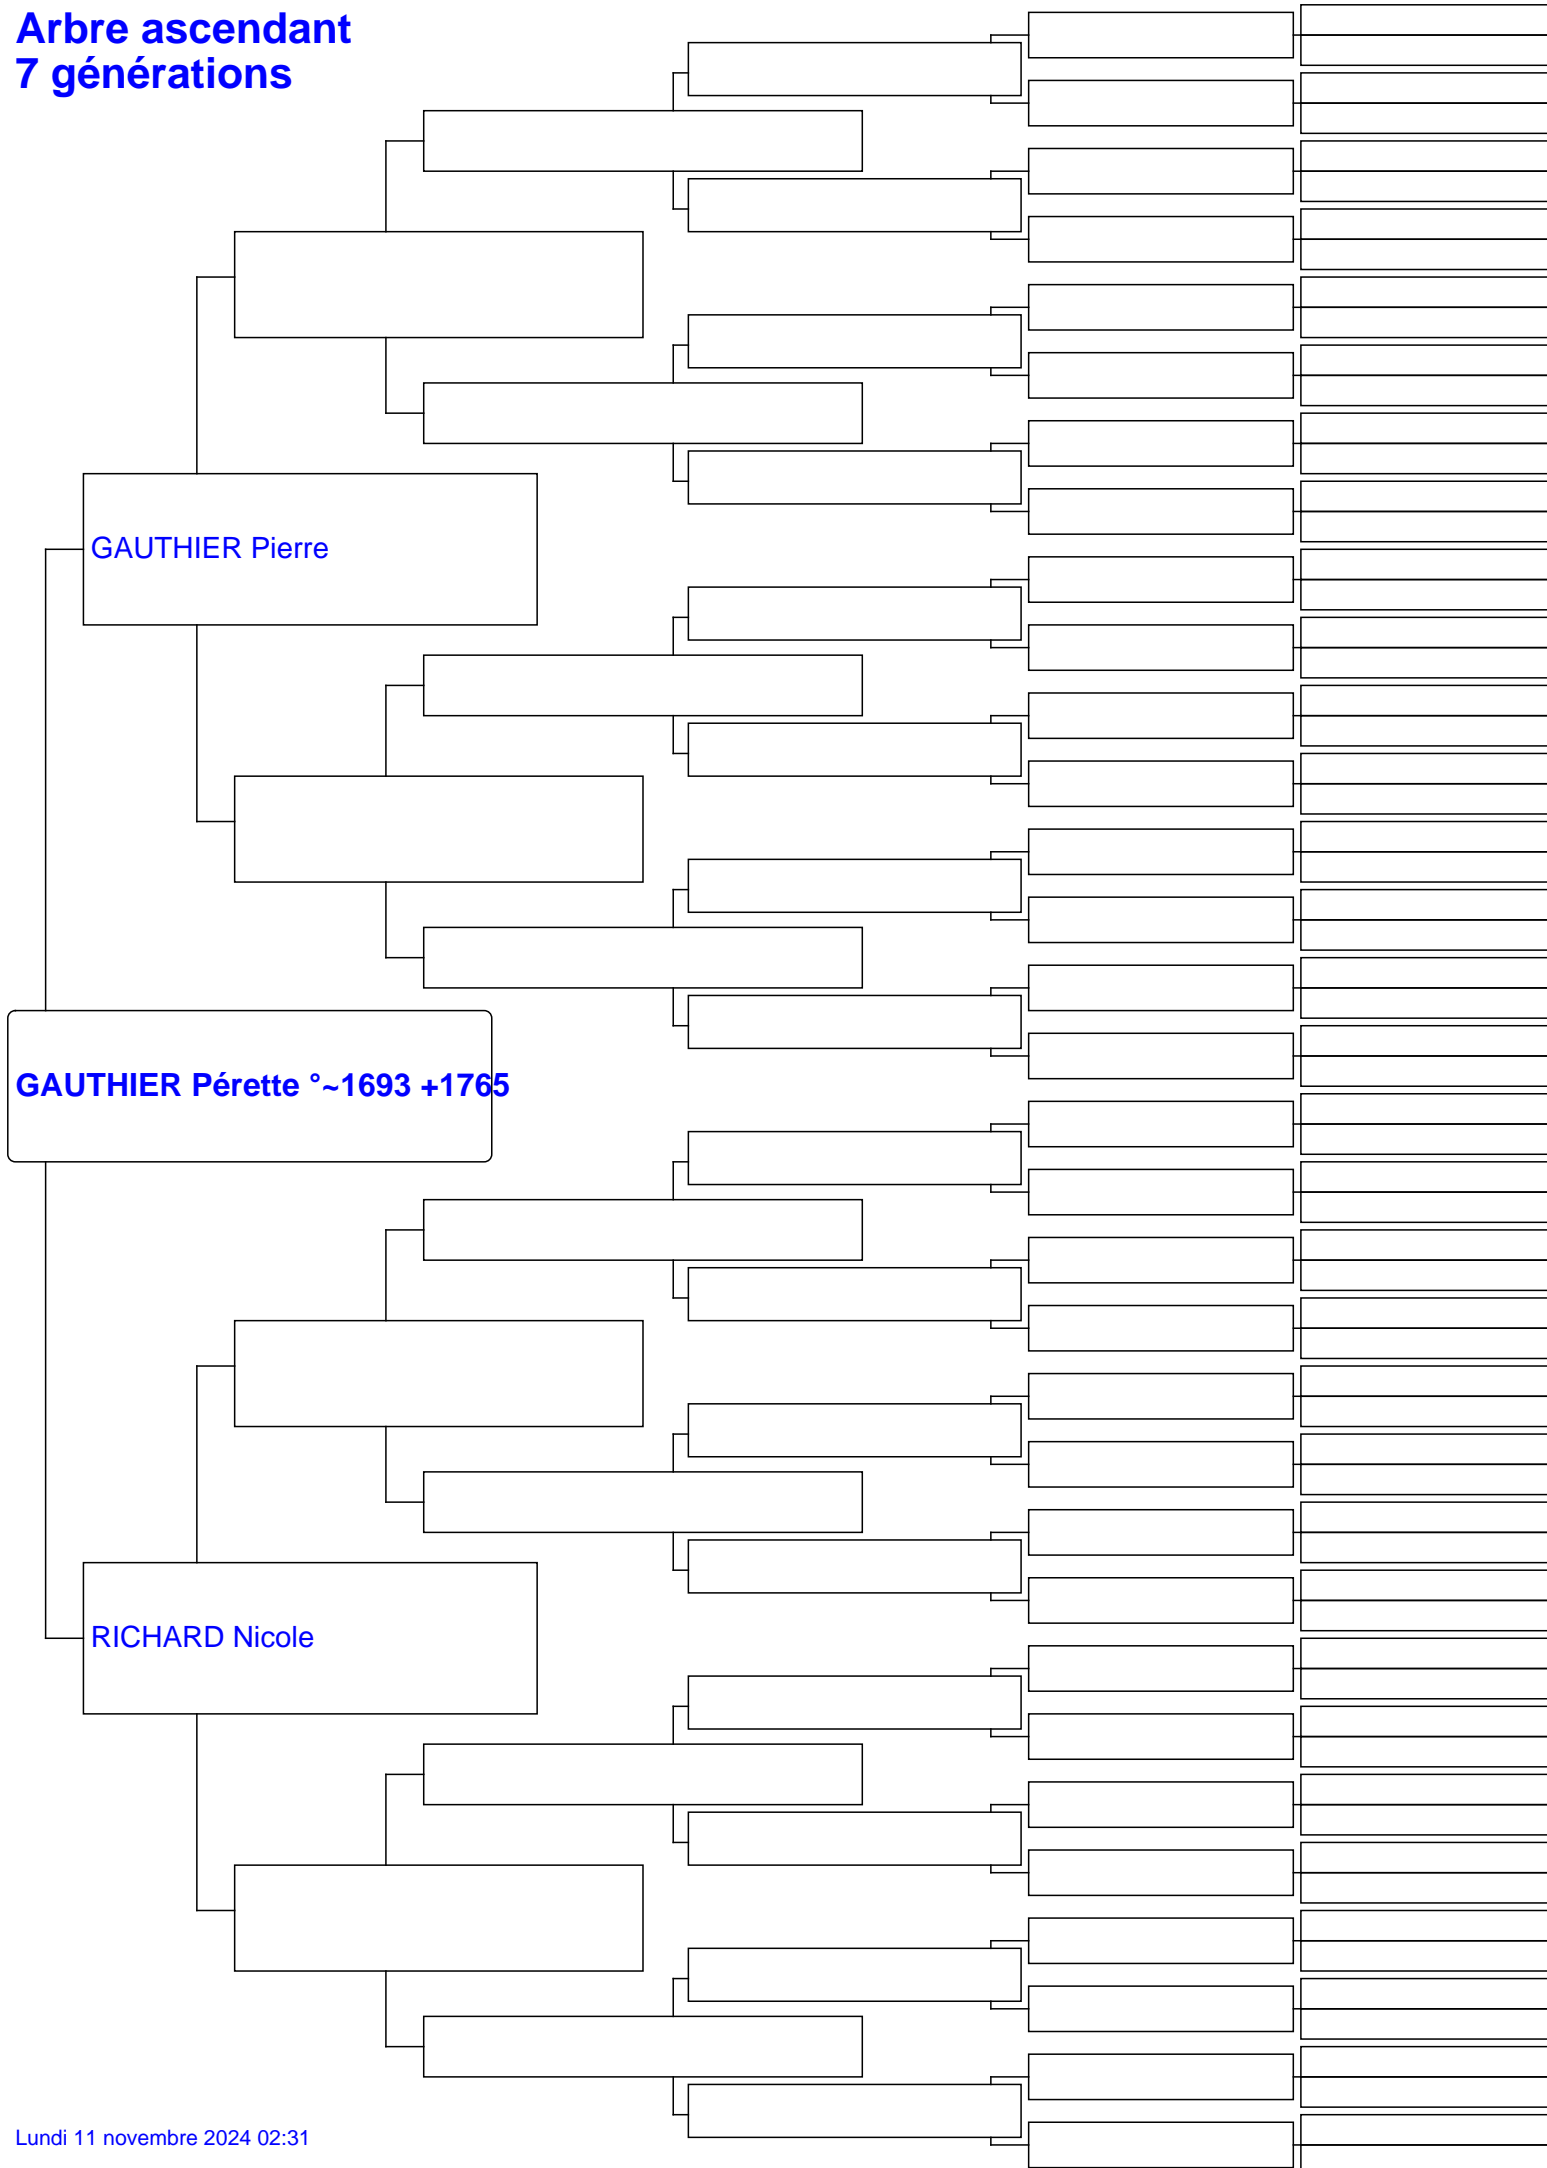 Arbre ascendant
7 générations
GAUTHIER Pierre
GAUTHIER Pérette °~1693 +1765
RICHARD Nicole
Lundi 11 novembre 2024 02:31